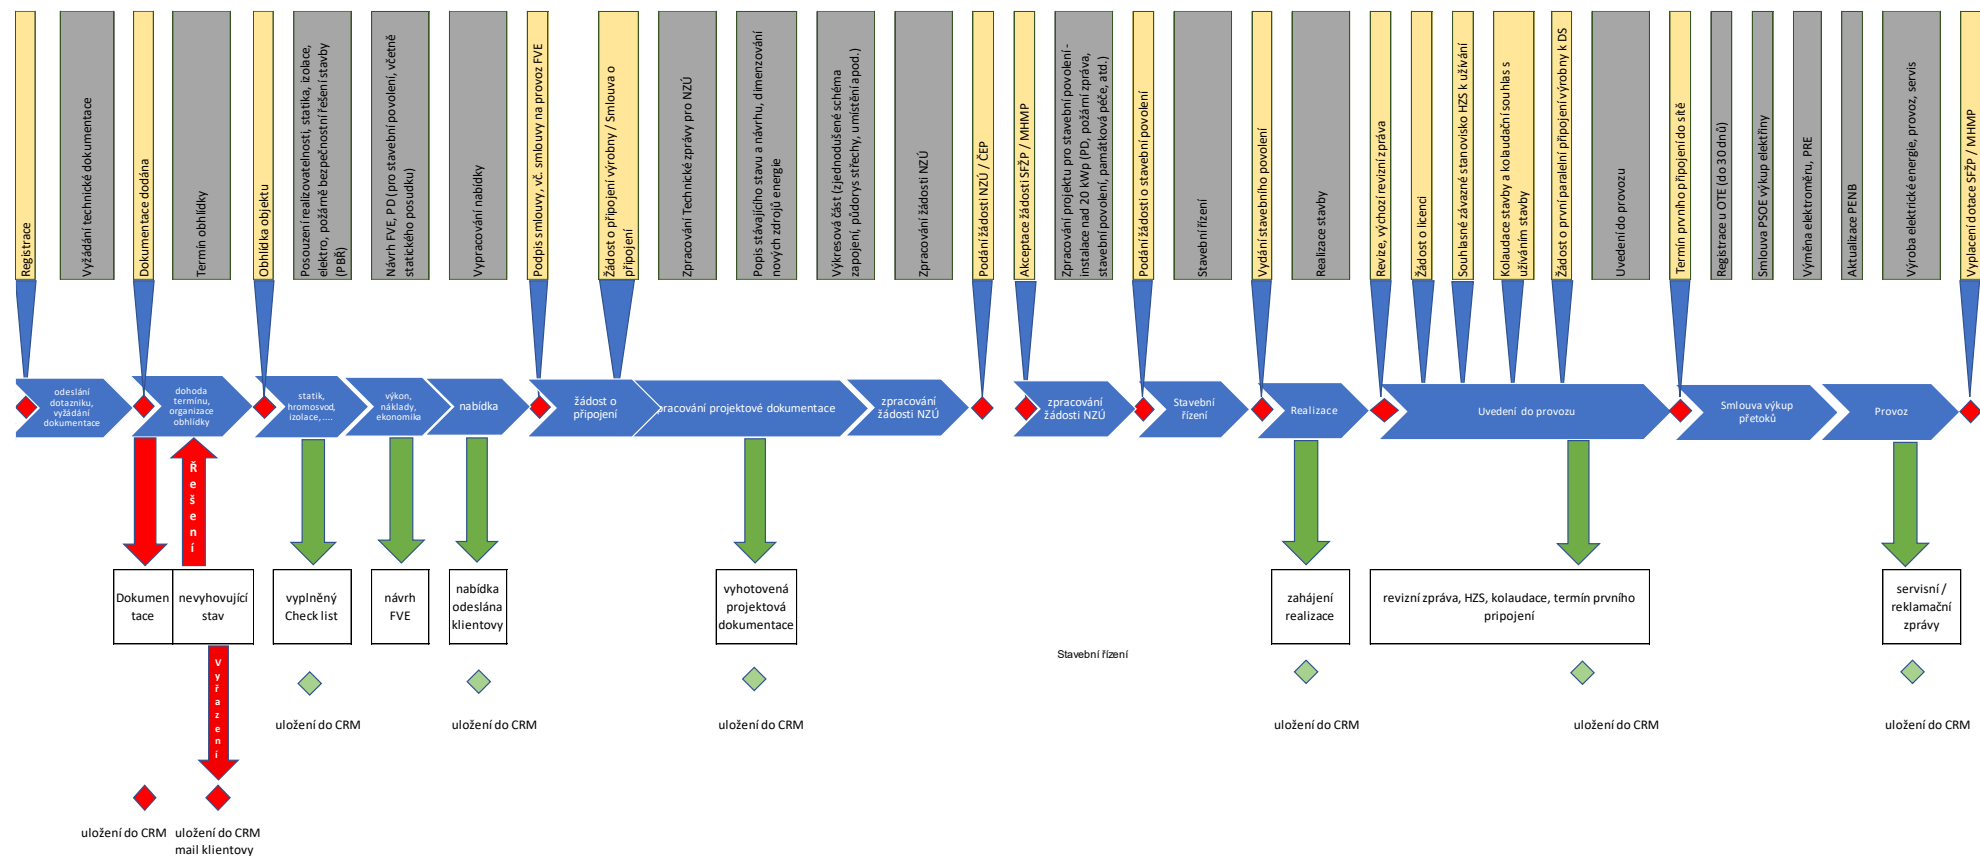 Registrace
Vyžádání technické dokumentace
Dokumentace dodána
Termín obhlídky
Obhlídka objektu
Posouzení realizovatelnosti, statika, izolace,
elektro, požárně bezpečnostní řešení stavby
(PBŘ)
Návrh FVE, PD (pro stavební povolení, včetně
statického posudku)
Vypracování nabídky
Podpis smlouvy, vč. smlouvy na provoz FVE
Žádost o připojení výrobny / Smlouva o
připojení
Zpracování Technické zprávy pro NZÚ
Popis stávajícího stavu a návrhu, dimenzování
nových zdrojů energie
Výkresová část (zjednodušené schéma
zapojení, půdorys střechy, umístění apod.)
Zpracování žádosti NZÚ
Podání žádosti NZÚ / ČEP
Akceptace žádosti SFŽP / MHMP
Zpracování projektu pro stavební povolení -
instalace nad 20 kWp (PD, požární zpráva,
stavební povolení, památková péče, atd.)
Podání žádosti o stavební povolení
Stavební řízení
Vydání stavebního povolení
Realizace stavby
Revize, výchozí revizní zpráva
Žádost o licenci
Souhlasné závazné stanovisko HZS k užívání
Kolaudace stavby a kolaudační souhlas s
užíváním stavby
Žádost o první paralelní připojení výrobny k DS
Uvedení do provozu
Termín prvního připojení do sítě
Registrace u OTE (do 30 dnů)
Smlouva PSOE výkup elektřiny
Výměna elektroměru, PRE
Aktualizace PENB
Výroba elektrické energie, provoz, servis
Vyplacení dotace SFŽP / MHMP
odeslání
dotazníku,
vyžádání
dokumentace
dohoda
termínu,
organizace
obhlídky
statik,
hromosvod,
izolace, ....
výkon,
náklady,
ekonomika
nabídka
žádost o
připojení
pracování projektové dokumentace
zpracování
žádosti NZÚ
zpracování
žádosti NZÚ
Stavební
řízení
Realizace
Uvedení do provozu
Smlouva výkup
přetoků
Provoz
Řešení
Dokumen
tace
nevyhovující
stav
vyplněný
Check list
návrh
FVE
nabídka
odeslána
klientovy
vyhotovená
projektová
dokumentace
zahájení
realizace
revizní zpráva, HZS, kolaudace, termín prvního
pripojení
servisní /
reklamační
zprávy
Vyřazení
Stavební řízení
uložení do CRM
uložení do CRM
uložení do CRM
uložení do CRM
uložení do CRM
uložení do CRM
uložení do CRM
uložení do CRM
mail klientovy